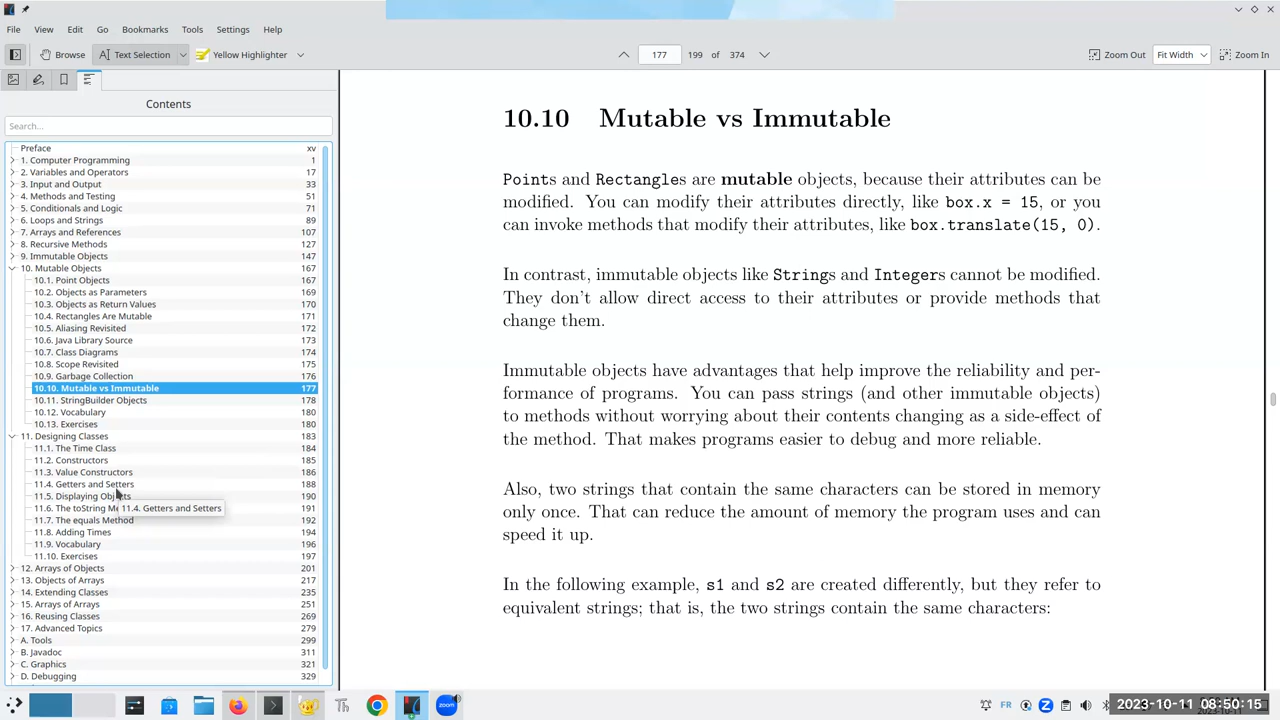 File View Edit Go Bookmarks Tools Settings Help
Browse Text Selection Yellow Highlighter 177 199 of 374 Zoom Out Fit Width Zoom In
Contents
Search...
Preface xv
1. Computer Programming 1
2. Variables and Operators 17
3. Input and Output 33
4. Methods and Testing 51
5. Conditionals and Logic 71
6. Loops and Strings 89
7. Arrays and References 107
8. Recursive Methods 127
9. Immutable Objects 147
10. Mutable Objects 167
10.1. Point Objects 167
10.2. Objects as Parameters 169
10.3. Objects as Return Values 170
10.4. Rectangles Are Mutable 171
10.5. Aliasing Revisited 172
10.6. Java Library Source 173
10.7. Class Diagrams 174
10.8. Scope Revisited 175
10.9. Garbage Collection 176
10.10. Mutable vs Immutable 177
10.11. StringBuilder Objects 178
10.12. Vocabulary 180
10.13. Exercises 180
11. Designing Classes 183
11.1. The Time Class 184
11.2. Constructors 185
11.3. Value Constructors 186
11.4. Getters and Setters 188
11.5. Displaying Objects 190
11.6. The toString Me 11.4. Getters and Setters 191
11.7. The equals Method 192
11.8. Adding Times 194
11.9. Vocabulary 196
11.10. Exercises 197
12. Arrays of Objects 201
13. Objects of Arrays 217
14. Extending Classes 235
15. Arrays of Arrays 251
16. Reusing Classes 269
17. Advanced Topics 279
A. Tools 299
B. Javadoc 311
C. Graphics 321
D. Debugging 329
10.10 Mutable vs Immutable
Points and Rectangles are mutable objects, because their attributes can be
modified. You can modify their attributes directly, like box.x = 15, or you
can invoke methods that modify their attributes, like box.translate(15, 0).
In contrast, immutable objects like Strings and Integers cannot be modified.
They don't allow direct access to their attributes or provide methods that
change them.
Immutable objects have advantages that help improve the reliability and per-
formance of programs. You can pass strings (and other immutable objects)
to methods without worrying about their contents changing as a side-effect of
the method. That makes programs easier to debug and more reliable.
Also, two strings that contain the same characters can be stored in memory
only once. That can reduce the amount of memory the program uses and can
speed it up.
In the following example, s1 and s2 are created differently, but they refer to
equivalent strings; that is, the two strings contain the same characters:
zoom FR 2023-10-11 08:50:15